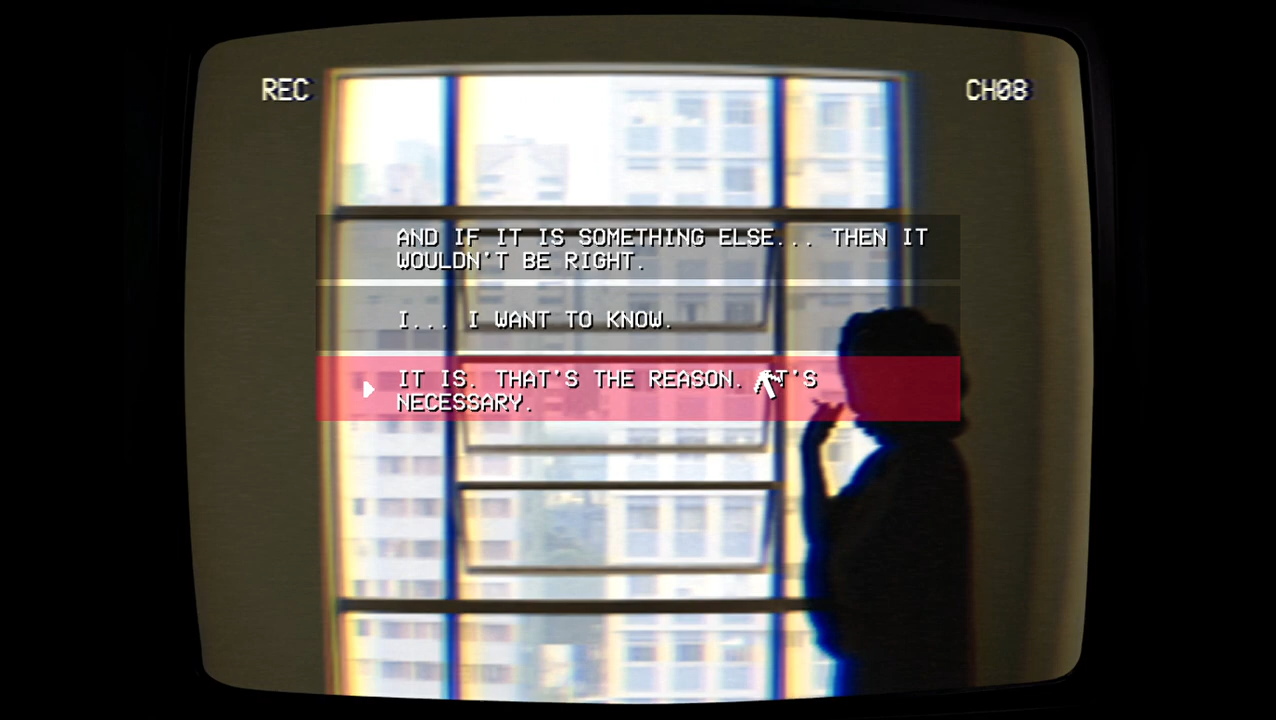 REC
CH08
AND IF IT IS SOMETHING ELSE... THEN IT
WOULDN'T BE RIGHT.
I... I WANT TO KNOW.
IT IS. THAT'S THE REASON. IT'S
NECESSARY.